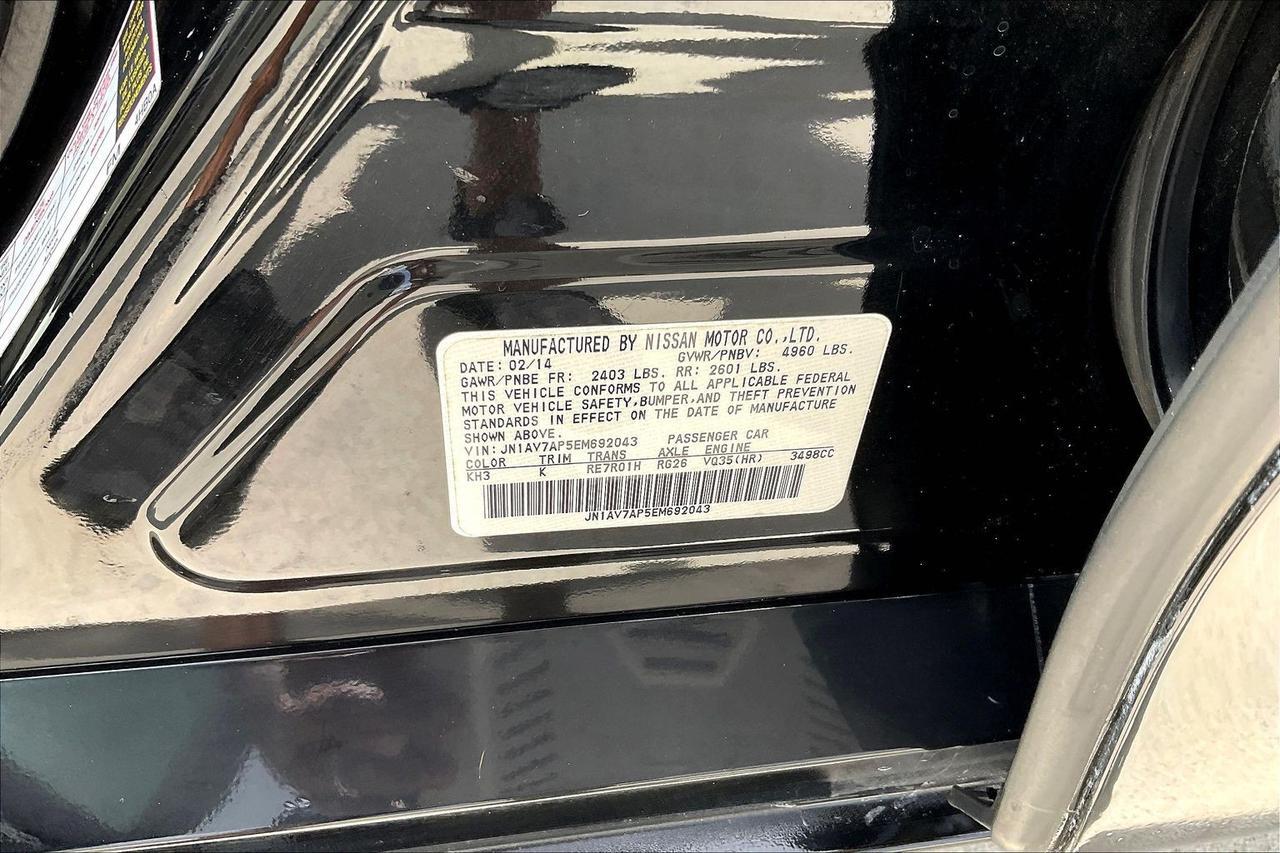 MANUFACTURED BY NISSAN MOTOR CO.,LTD.
DATE: 02/14 GVWR/PNBV: 4960 LBS.
GAWR/PNBE FR: 2403 LBS. RR: 2601 LBS.
THIS VEHICLE CONFORMS TO ALL APPLICABLE FEDERAL
MOTOR VEHICLE SAFETY,BUMPER,AND THEFT PREVENTION
STANDARDS IN EFFECT ON THE DATE OF MANUFACTURE
SHOWN ABOVE.
VIN: JN1AV7AP5EM692043 PASSENGER CAR
COLOR TRIM TRANS AXLE ENGINE
KH3 K RE7R01H RG26 VQ35(HR) 3498CC
JN1AV7AP5EM692043
4HB0A